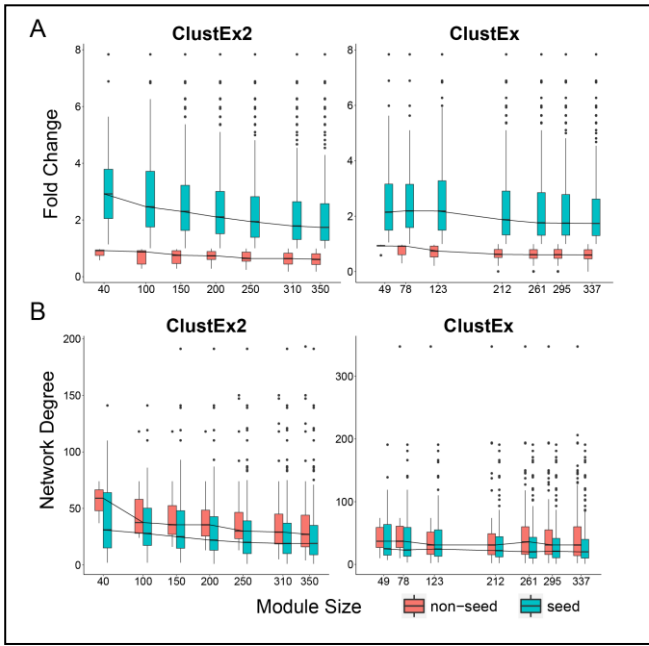 A
ClustEx2
ClustEx
Fold Change
8
6
4
2
0
40 100 150 200 250 310 350
8
6
4
2
0
49 78 123 212 261 295 337
B
ClustEx2
ClustEx
Network Degree
200
150
100
50
0
40 100 150 200 250 310 350
300
200
100
0
49 78 123 212 261 295 337
Module Size
non-seed
seed